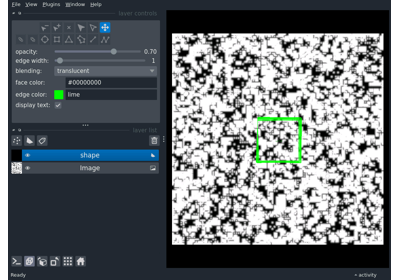 File View Plugins Window Help
layer controls
opacity: 0.70
edge width: 1
blending: translucent
face color: #00000000
edge color: lime
display text:
layer list
shape
Image
Ready
activity